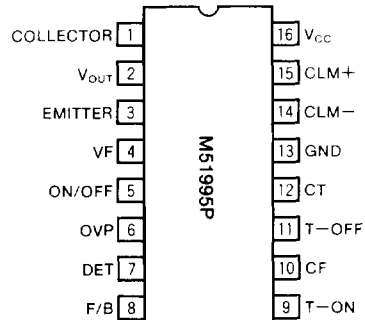 COLLECTOR 1 16 VCC
VOUT 2 15 CLM+
EMITTER 3 14 CLM−
VF 4 13 GND
ON/OFF 5 12 CT
OVP 6 11 T−OFF
DET 7 10 CF
F/B 8 9 T−ON
M51995P